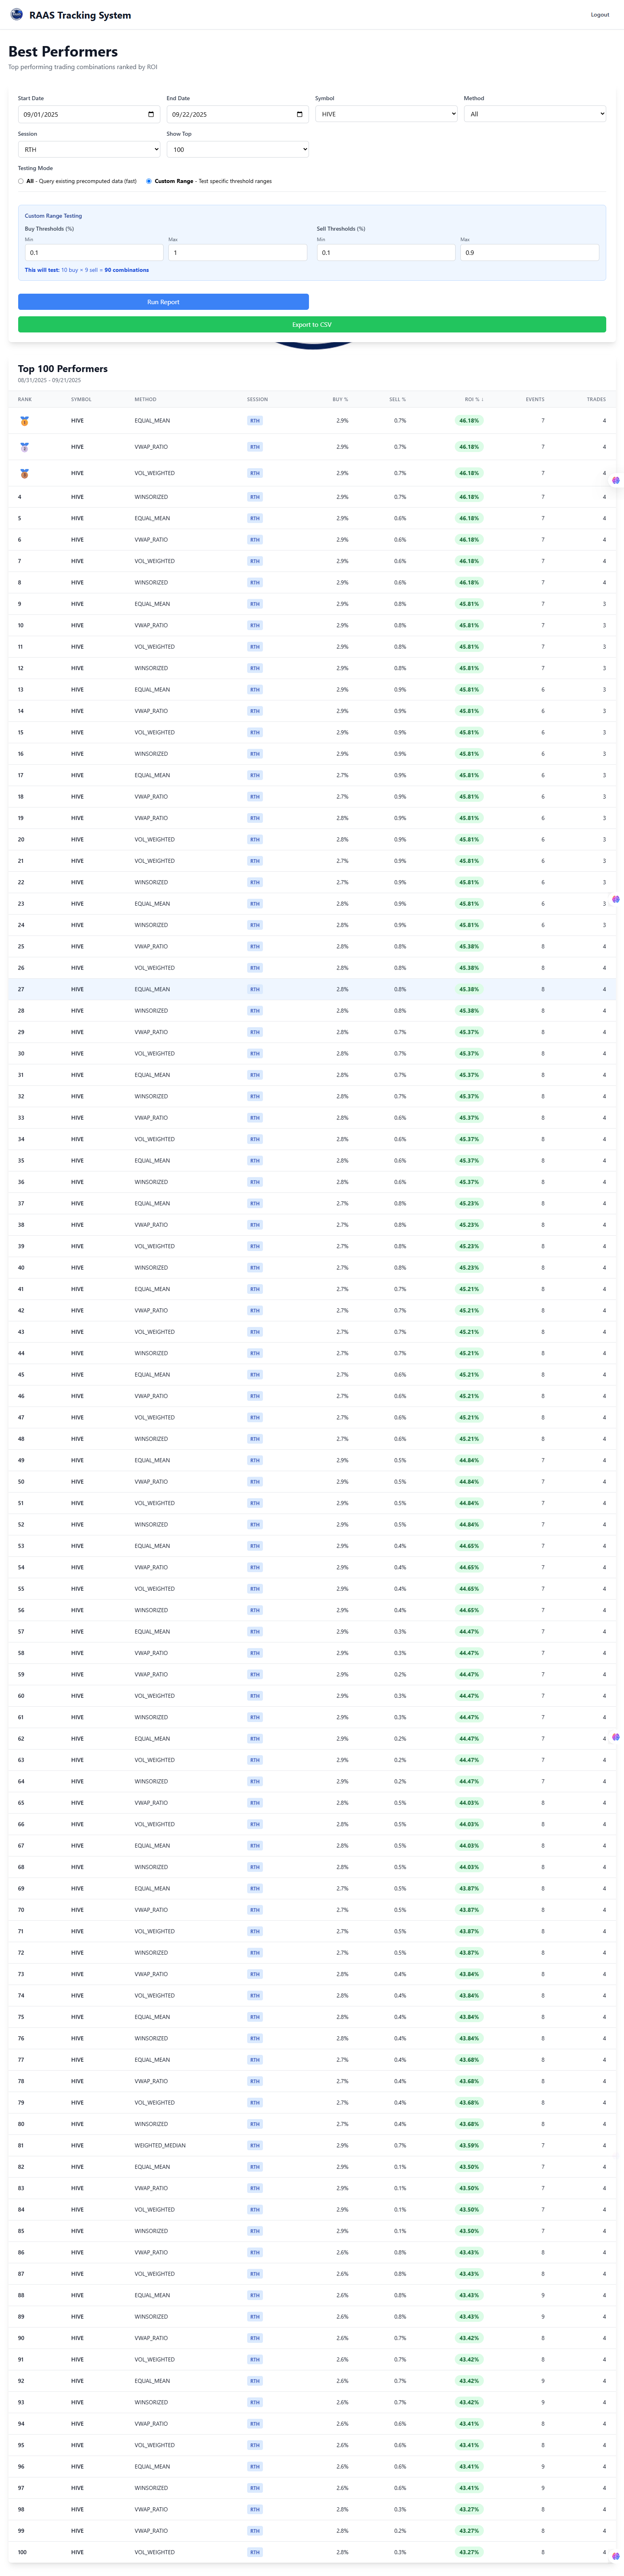 RAAS Tracking System
Logout
Best Performers
Top performing trading combinations ranked by ROI
Start Date End Date Symbol Method
09/01/2025 09/22/2025 HIVE All
Session Show Top
RTH 100
Testing Mode
All - Query existing precomputed data (fast) Custom Range - Test specific threshold ranges
Custom Range Testing
Buy Thresholds (%) Sell Thresholds (%)
Min Max Min Max
0.1 1 0.1 0.9
This will test: 10 buy × 9 sell = 90 combinations
Run Report
Export to CSV
Top 100 Performers
08/31/2025 - 09/21/2025
RANK SYMBOL METHOD SESSION BUY % SELL % ROI % ↓ EVENTS TRADES
1 HIVE EQUAL_MEAN RTH 2.9% 0.7% 46.18% 7 4
2 HIVE VWAP_RATIO RTH 2.9% 0.7% 46.18% 7 4
3 HIVE VOL_WEIGHTED RTH 2.9% 0.7% 46.18% 7 4
4 HIVE WINSORIZED RTH 2.9% 0.7% 46.18% 7 4
5 HIVE EQUAL_MEAN RTH 2.9% 0.6% 46.18% 7 4
6 HIVE VWAP_RATIO RTH 2.9% 0.6% 46.18% 7 4
7 HIVE VOL_WEIGHTED RTH 2.9% 0.6% 46.18% 7 4
8 HIVE WINSORIZED RTH 2.9% 0.6% 46.18% 7 4
9 HIVE EQUAL_MEAN RTH 2.9% 0.8% 45.81% 7 3
10 HIVE VWAP_RATIO RTH 2.9% 0.8% 45.81% 7 3
11 HIVE VOL_WEIGHTED RTH 2.9% 0.8% 45.81% 7 3
12 HIVE WINSORIZED RTH 2.9% 0.8% 45.81% 7 3
13 HIVE EQUAL_MEAN RTH 2.9% 0.9% 45.81% 6 3
14 HIVE VWAP_RATIO RTH 2.9% 0.9% 45.81% 6 3
15 HIVE VOL_WEIGHTED RTH 2.9% 0.9% 45.81% 6 3
16 HIVE WINSORIZED RTH 2.9% 0.9% 45.81% 6 3
17 HIVE EQUAL_MEAN RTH 2.7% 0.9% 45.81% 6 3
18 HIVE VWAP_RATIO RTH 2.7% 0.9% 45.81% 6 3
19 HIVE VWAP_RATIO RTH 2.8% 0.9% 45.81% 6 3
20 HIVE VOL_WEIGHTED RTH 2.8% 0.9% 45.81% 6 3
21 HIVE VOL_WEIGHTED RTH 2.7% 0.9% 45.81% 6 3
22 HIVE WINSORIZED RTH 2.7% 0.9% 45.81% 6 3
23 HIVE EQUAL_MEAN RTH 2.8% 0.9% 45.81% 6 3
24 HIVE WINSORIZED RTH 2.8% 0.9% 45.81% 6 3
25 HIVE VWAP_RATIO RTH 2.8% 0.8% 45.38% 8 4
26 HIVE VOL_WEIGHTED RTH 2.8% 0.8% 45.38% 8 4
27 HIVE EQUAL_MEAN RTH 2.8% 0.8% 45.38% 8 4
28 HIVE WINSORIZED RTH 2.8% 0.8% 45.38% 8 4
29 HIVE VWAP_RATIO RTH 2.8% 0.7% 45.37% 8 4
30 HIVE VOL_WEIGHTED RTH 2.8% 0.7% 45.37% 8 4
31 HIVE EQUAL_MEAN RTH 2.8% 0.7% 45.37% 8 4
32 HIVE WINSORIZED RTH 2.8% 0.7% 45.37% 8 4
33 HIVE VWAP_RATIO RTH 2.8% 0.6% 45.37% 8 4
34 HIVE VOL_WEIGHTED RTH 2.8% 0.6% 45.37% 8 4
35 HIVE EQUAL_MEAN RTH 2.8% 0.6% 45.37% 8 4
36 HIVE WINSORIZED RTH 2.8% 0.6% 45.37% 8 4
37 HIVE EQUAL_MEAN RTH 2.7% 0.8% 45.23% 8 4
38 HIVE VWAP_RATIO RTH 2.7% 0.8% 45.23% 8 4
39 HIVE VOL_WEIGHTED RTH 2.7% 0.8% 45.23% 8 4
40 HIVE WINSORIZED RTH 2.7% 0.8% 45.23% 8 4
41 HIVE EQUAL_MEAN RTH 2.7% 0.7% 45.21% 8 4
42 HIVE VWAP_RATIO RTH 2.7% 0.7% 45.21% 8 4
43 HIVE VOL_WEIGHTED RTH 2.7% 0.7% 45.21% 8 4
44 HIVE WINSORIZED RTH 2.7% 0.7% 45.21% 8 4
45 HIVE EQUAL_MEAN RTH 2.7% 0.6% 45.21% 8 4
46 HIVE VWAP_RATIO RTH 2.7% 0.6% 45.21% 8 4
47 HIVE VOL_WEIGHTED RTH 2.7% 0.6% 45.21% 8 4
48 HIVE WINSORIZED RTH 2.7% 0.6% 45.21% 8 4
49 HIVE EQUAL_MEAN RTH 2.9% 0.5% 44.84% 7 4
50 HIVE VWAP_RATIO RTH 2.9% 0.5% 44.84% 7 4
51 HIVE VOL_WEIGHTED RTH 2.9% 0.5% 44.84% 7 4
52 HIVE WINSORIZED RTH 2.9% 0.5% 44.84% 7 4
53 HIVE EQUAL_MEAN RTH 2.9% 0.4% 44.65% 7 4
54 HIVE VWAP_RATIO RTH 2.9% 0.4% 44.65% 7 4
55 HIVE VOL_WEIGHTED RTH 2.9% 0.4% 44.65% 7 4
56 HIVE WINSORIZED RTH 2.9% 0.4% 44.65% 7 4
57 HIVE EQUAL_MEAN RTH 2.9% 0.3% 44.47% 7 4
58 HIVE VWAP_RATIO RTH 2.9% 0.3% 44.47% 7 4
59 HIVE VWAP_RATIO RTH 2.9% 0.2% 44.47% 7 4
60 HIVE VOL_WEIGHTED RTH 2.9% 0.3% 44.47% 7 4
61 HIVE WINSORIZED RTH 2.9% 0.3% 44.47% 7 4
62 HIVE EQUAL_MEAN RTH 2.9% 0.2% 44.47% 7 4
63 HIVE VOL_WEIGHTED RTH 2.9% 0.2% 44.47% 7 4
64 HIVE WINSORIZED RTH 2.9% 0.2% 44.47% 7 4
65 HIVE VWAP_RATIO RTH 2.8% 0.5% 44.03% 8 4
66 HIVE VOL_WEIGHTED RTH 2.8% 0.5% 44.03% 8 4
67 HIVE EQUAL_MEAN RTH 2.8% 0.5% 44.03% 8 4
68 HIVE WINSORIZED RTH 2.8% 0.5% 44.03% 8 4
69 HIVE EQUAL_MEAN RTH 2.7% 0.5% 43.87% 8 4
70 HIVE VWAP_RATIO RTH 2.7% 0.5% 43.87% 8 4
71 HIVE VOL_WEIGHTED RTH 2.7% 0.5% 43.87% 8 4
72 HIVE WINSORIZED RTH 2.7% 0.5% 43.87% 8 4
73 HIVE VWAP_RATIO RTH 2.8% 0.4% 43.84% 8 4
74 HIVE VOL_WEIGHTED RTH 2.8% 0.4% 43.84% 8 4
75 HIVE EQUAL_MEAN RTH 2.8% 0.4% 43.84% 8 4
76 HIVE WINSORIZED RTH 2.8% 0.4% 43.84% 8 4
77 HIVE EQUAL_MEAN RTH 2.7% 0.4% 43.68% 8 4
78 HIVE VWAP_RATIO RTH 2.7% 0.4% 43.68% 8 4
79 HIVE VOL_WEIGHTED RTH 2.7% 0.4% 43.68% 8 4
80 HIVE WINSORIZED RTH 2.7% 0.4% 43.68% 8 4
81 HIVE WEIGHTED_MEDIAN RTH 2.9% 0.7% 43.59% 7 4
82 HIVE EQUAL_MEAN RTH 2.9% 0.1% 43.50% 7 4
83 HIVE VWAP_RATIO RTH 2.9% 0.1% 43.50% 7 4
84 HIVE VOL_WEIGHTED RTH 2.9% 0.1% 43.50% 7 4
85 HIVE WINSORIZED RTH 2.9% 0.1% 43.50% 7 4
86 HIVE VWAP_RATIO RTH 2.6% 0.8% 43.43% 8 4
87 HIVE VOL_WEIGHTED RTH 2.6% 0.8% 43.43% 8 4
88 HIVE EQUAL_MEAN RTH 2.6% 0.8% 43.43% 9 4
89 HIVE WINSORIZED RTH 2.6% 0.8% 43.43% 9 4
90 HIVE VWAP_RATIO RTH 2.6% 0.7% 43.42% 8 4
91 HIVE VOL_WEIGHTED RTH 2.6% 0.7% 43.42% 8 4
92 HIVE EQUAL_MEAN RTH 2.6% 0.7% 43.42% 9 4
93 HIVE WINSORIZED RTH 2.6% 0.7% 43.42% 9 4
94 HIVE VWAP_RATIO RTH 2.6% 0.6% 43.41% 8 4
95 HIVE VOL_WEIGHTED RTH 2.6% 0.6% 43.41% 8 4
96 HIVE EQUAL_MEAN RTH 2.6% 0.6% 43.41% 9 4
97 HIVE WINSORIZED RTH 2.6% 0.6% 43.41% 9 4
98 HIVE VWAP_RATIO RTH 2.8% 0.3% 43.27% 8 4
99 HIVE VWAP_RATIO RTH 2.8% 0.2% 43.27% 8 4
100 HIVE VOL_WEIGHTED RTH 2.8% 0.3% 43.27% 8 4